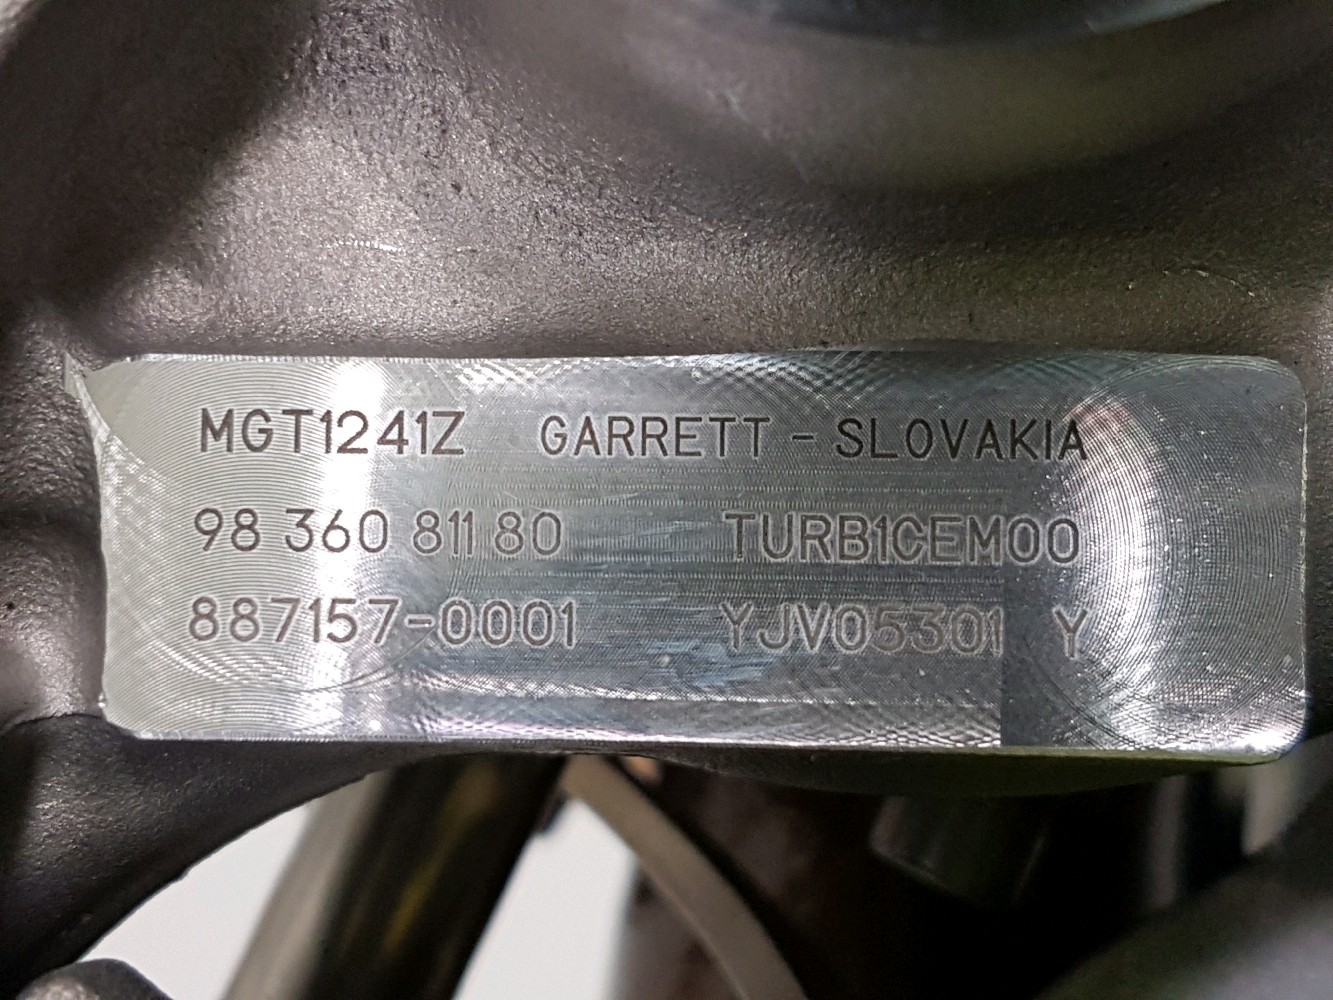 MGT1241Z GARRETT - SLOVAKIA
98 360 811 80 TURB1CEM00
887157-0001 YJV05301 Y